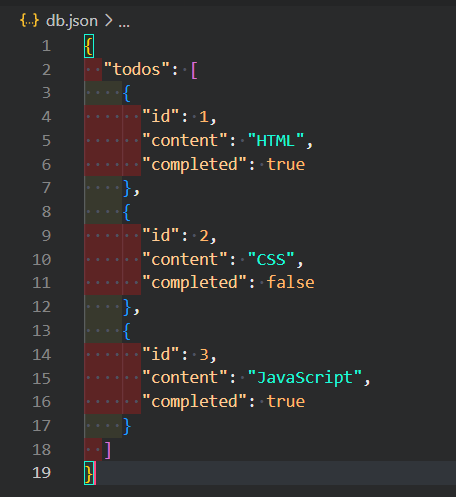 {..} db.json > ...
1 {
2   "todos": [
3     {
4       "id": 1,
5       "content": "HTML",
6       "completed": true
7     },
8     {
9       "id": 2,
10       "content": "CSS",
11       "completed": false
12     },
13     {
14       "id": 3,
15       "content": "JavaScript",
16       "completed": true
17     }
18   ]
19 }